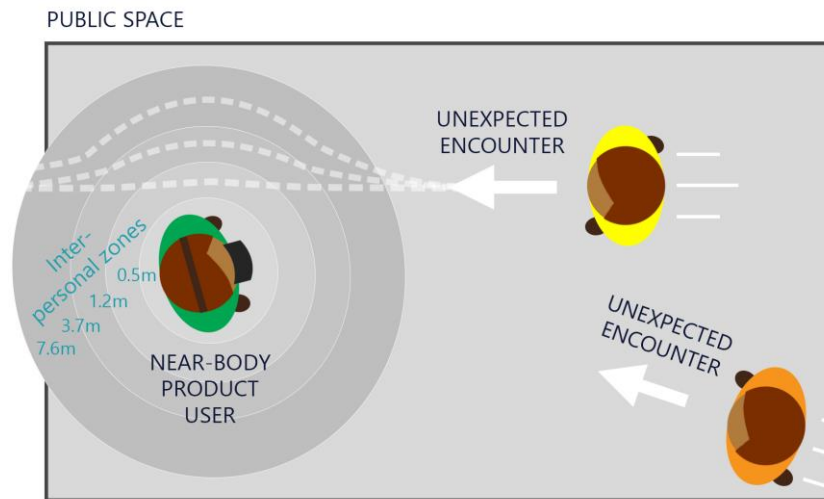 PUBLIC SPACE
UNEXPECTED
ENCOUNTER
Inter-
personal zones
0.5m
1.2m
3.7m
7.6m
NEAR-BODY
PRODUCT
USER
UNEXPECTED
ENCOUNTER